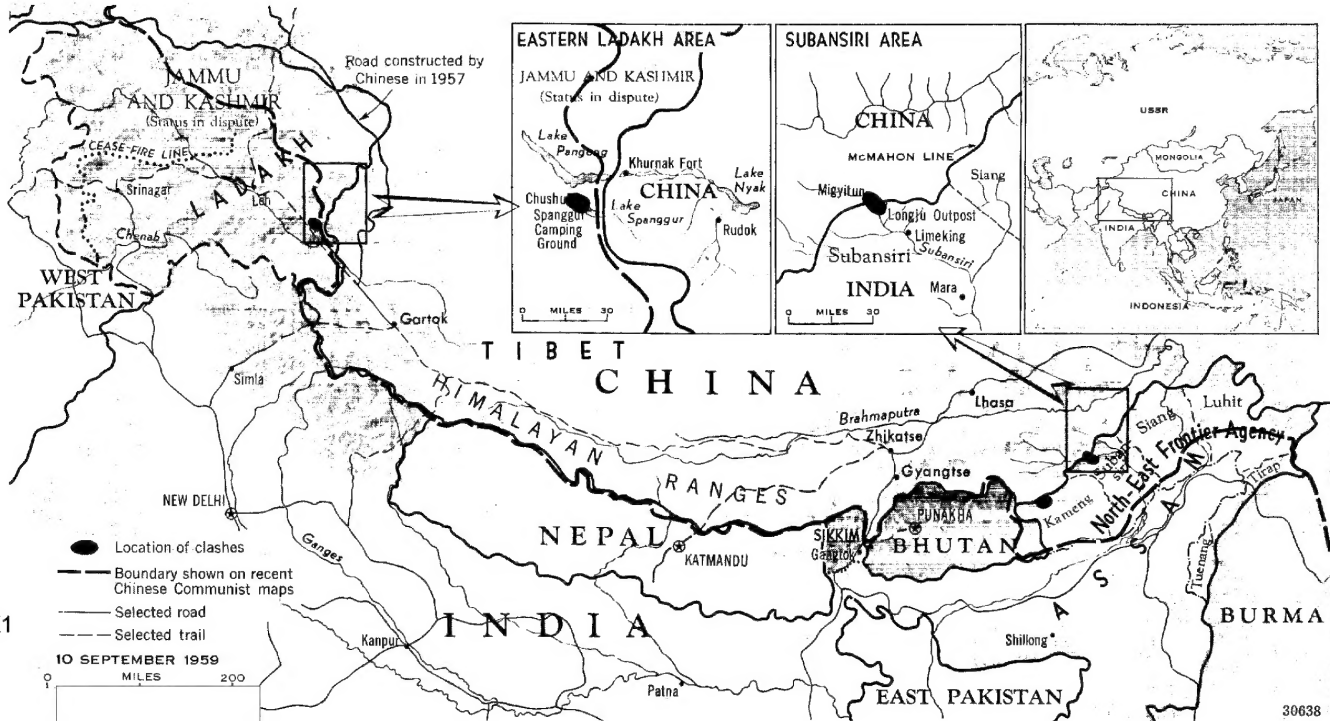 Road constructed by
Chinese in 1957
JAMMU
AND KASHMIR
(Status in dispute)
CEASE-FIRE LINE
Srinagar
LADAKH
Leh
Chenab
WEST
PAKISTAN
EASTERN LADAKH AREA
JAMMU AND KASHMIR
(Status in dispute)
Lake
Pangong
Khurnak Fort
CHINA
Lake
Nyak
Chushul
Spanggur
Camping
Ground
Lake
Spanggur
Rudok
0 MILES 30
SUBANSIRI AREA
CHINA
McMAHON LINE
Siang
Migyitun
Longju Outpost
Limeking
Subansiri
Subansiri
INDIA
Mara
0 MILES 30
USSR
MONGOLIA
CHINA
JAPAN
INDIA
INDONESIA
Gartok
TIBET
CHINA
Simla
HIMALAYAN
RANGES
Brahmaputra
Lhasa
Zhikatse
Gyangtse
Siang
Luhit
Kameng
North-East Frontier Agency
Tirap
ASSAM
Tuenang
NEW DELHI
NEPAL
KATMANDU
SIKKIM
Gangtok
PUNAKHA
BHUTAN
Ganges
INDIA
Kanpur
Patna
Shillong
EAST PAKISTAN
BURMA
Location of clashes
Boundary shown on recent
Chinese Communist maps
Selected road
Selected trail
1
10 SEPTEMBER 1959
MILES
0 200
30638